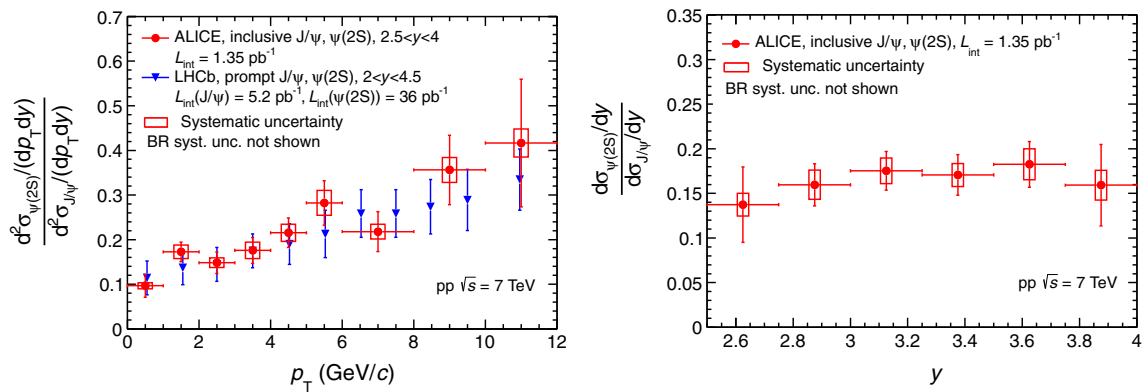 ALICE, inclusive J/ψ, ψ(2S), 2.5<y<4
L_int = 1.35 pb⁻¹
LHCb, prompt J/ψ, ψ(2S), 2<y<4.5
L_int(J/ψ) = 5.2 pb⁻¹, L_int(ψ(2S)) = 36 pb⁻¹
Systematic uncertainty
BR syst. unc. not shown
pp √s = 7 TeV
d²σ_ψ(2S)/(dp_T dy)
d²σ_J/ψ/(dp_T dy)
0.7
0.6
0.5
0.4
0.3
0.2
0.1
0
0 2 4 6 8 10 12
p_T (GeV/c)
ALICE, inclusive J/ψ, ψ(2S), L_int = 1.35 pb⁻¹
Systematic uncertainty
BR syst. unc. not shown
pp √s = 7 TeV
dσ_ψ(2S)/dy
dσ_J/ψ/dy
0.35
0.3
0.25
0.2
0.15
0.1
0.05
0
2.6 2.8 3 3.2 3.4 3.6 3.8 4
y